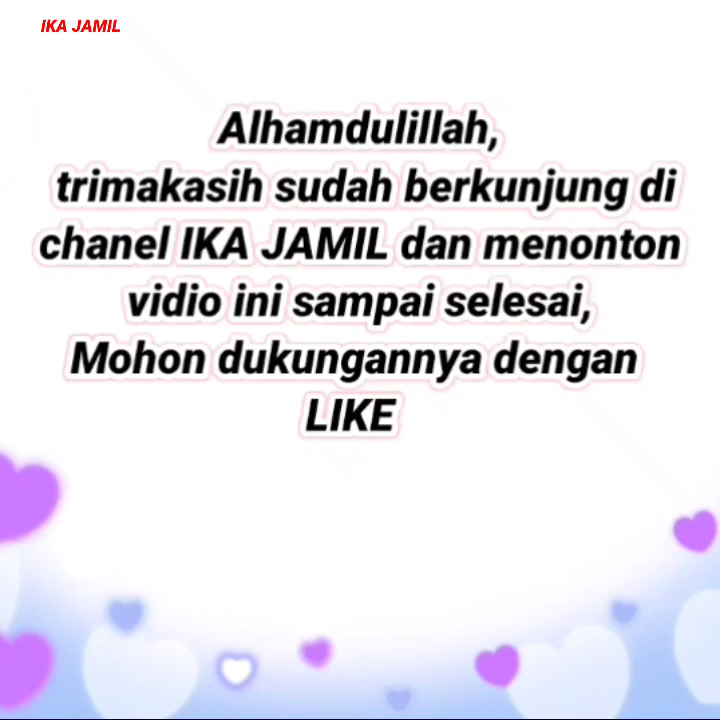 IKA JAMIL
Alhamdulillah,
trimakasih sudah berkunjung di
chanel IKA JAMIL dan menonton
vidio ini sampai selesai,
Mohon dukungannya dengan
LIKE